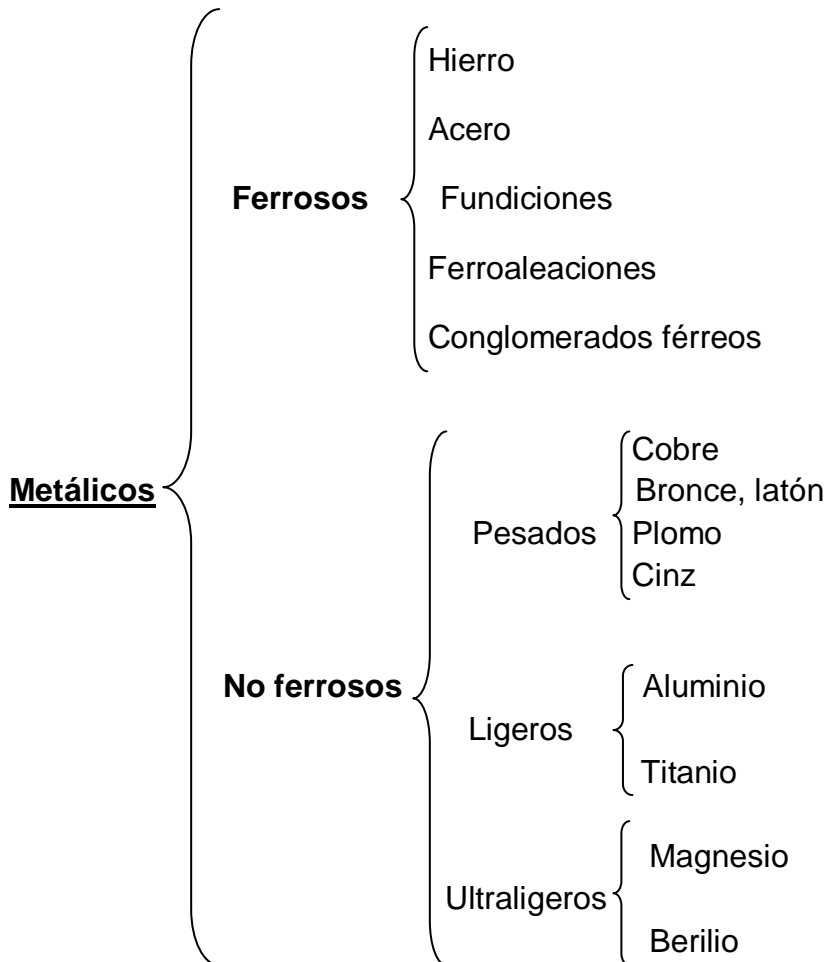 Metálicos
Ferrosos
Hierro
Acero
Fundiciones
Ferroaleaciones
Conglomerados férreos
No ferrosos
Pesados
Cobre
Bronce, latón
Plomo
Cinz
Ligeros
Aluminio
Titanio
Ultraligeros
Magnesio
Berilio